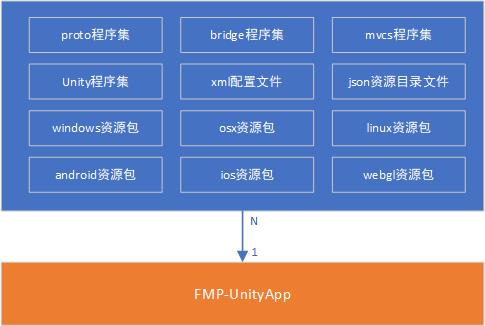 proto程序集
bridge程序集
mvcs程序集
Unity程序集
xml配置文件
json资源目录文件
windows资源包
osx资源包
linux资源包
android资源包
ios资源包
webgl资源包
N
1
FMP-UnityApp